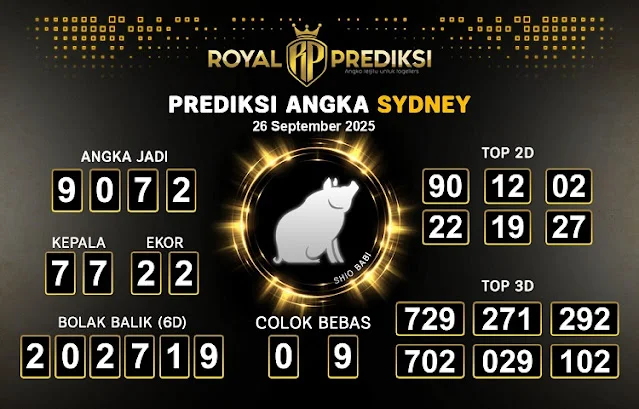 ROYAL RP PREDIKSI
Angka Jeitu untuk togelers
PREDIKSI ANGKA SYDNEY
26 September 2025
ANGKA JADI
9 0 7 2
KEPALA
7 7
EKOR
2 2
BOLAK BALIK (6D)
2 0 2 7 1 9
SHIO BABI
COLOK BEBAS
0 9
TOP 2D
90 12 02
22 19 27
TOP 3D
729 271 292
702 029 102